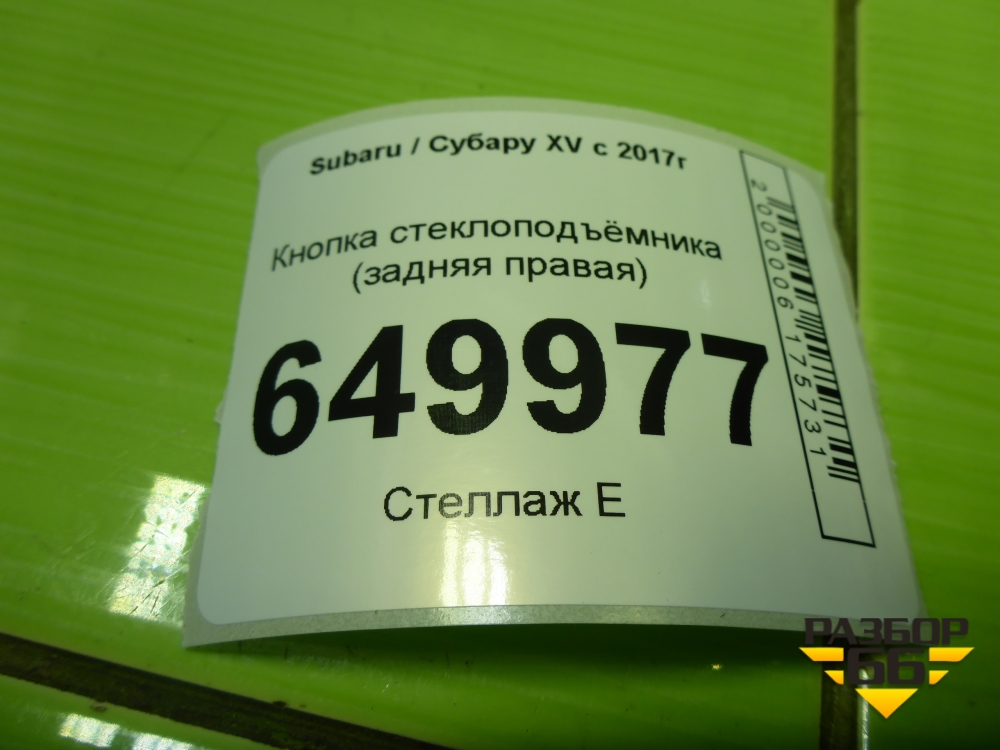 Subaru / Субару XV с 2017г
Кнопка стеклоподъёмника
(задняя правая)
649977
Стеллаж Е
2000006175731
РАЗБОР
66